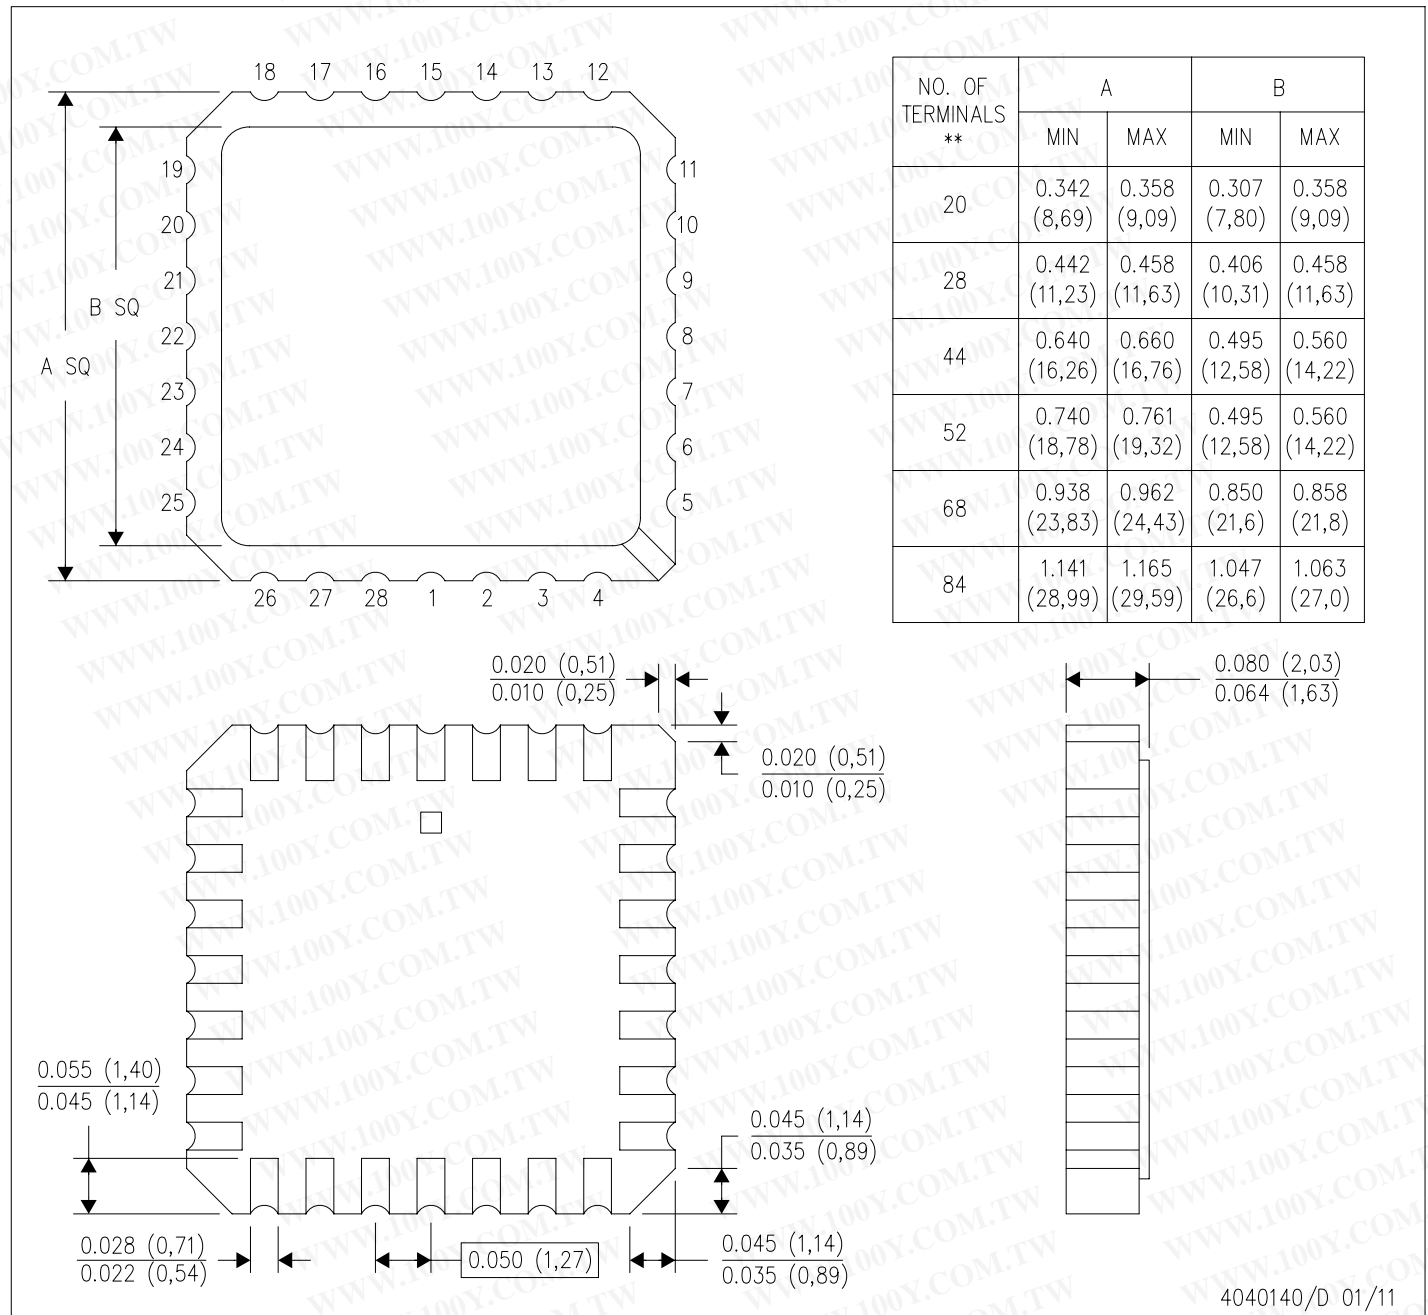 18 17 16 15 14 13 12
19
20
21
22
23
24
25
11
10
9
8
7
6
5
26 27 28 1 2 3 4
B SQ
A SQ
NO. OF TERMINALS ** A B
MIN MAX MIN MAX
20 0.342 (8,69) 0.358 (9,09) 0.307 (7,80) 0.358 (9,09)
28 0.442 (11,23) 0.458 (11,63) 0.406 (10,31) 0.458 (11,63)
44 0.640 (16,26) 0.660 (16,76) 0.495 (12,58) 0.560 (14,22)
52 0.740 (18,78) 0.761 (19,32) 0.495 (12,58) 0.560 (14,22)
68 0.938 (23,83) 0.962 (24,43) 0.850 (21,6) 0.858 (21,8)
84 1.141 (28,99) 1.165 (29,59) 1.047 (26,6) 1.063 (27,0)
0.020 (0,51)
0.010 (0,25)
0.020 (0,51)
0.010 (0,25)
0.080 (2,03)
0.064 (1,63)
0.055 (1,40)
0.045 (1,14)
0.045 (1,14)
0.035 (0,89)
0.028 (0,71)
0.022 (0,54)
0.050 (1,27)
0.045 (1,14)
0.035 (0,89)
4040140/D 01/11
WWW.100Y.COM.TW